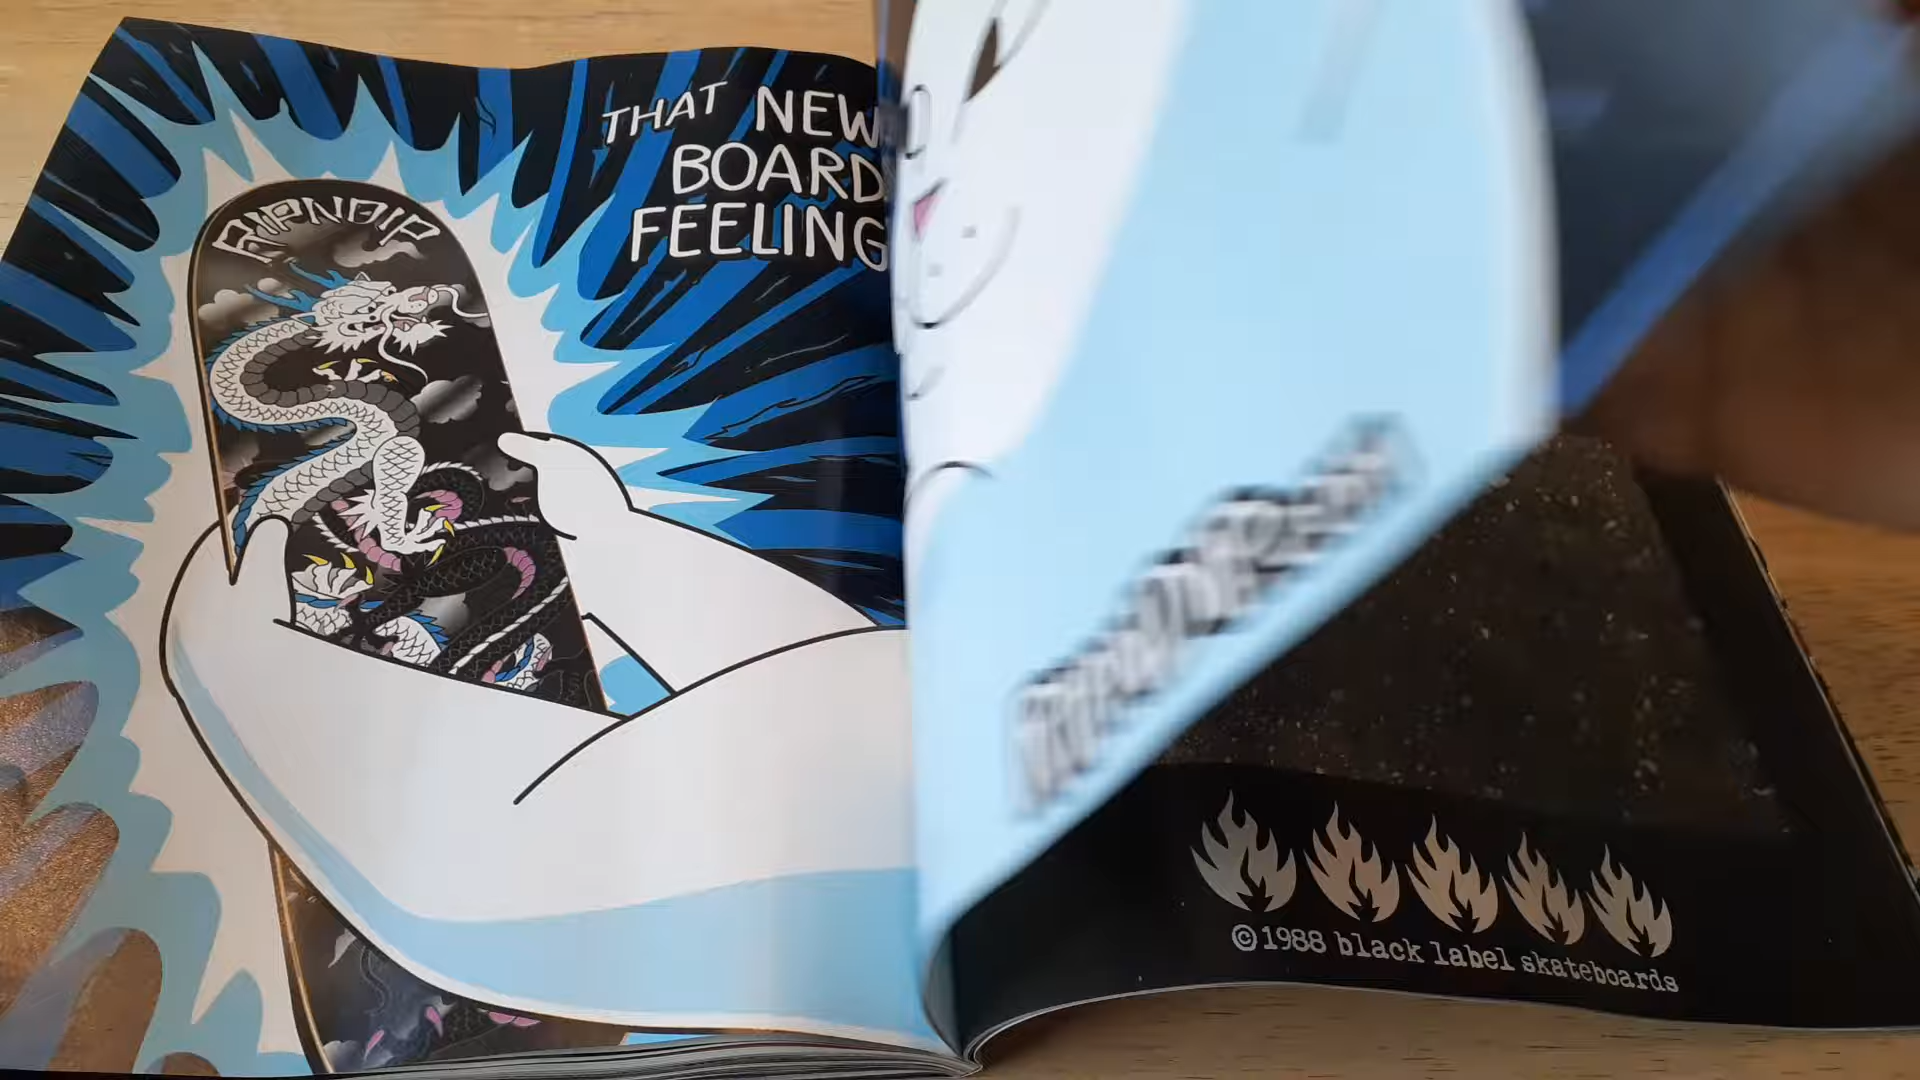 THAT NEW
BOARD
FEELING
RIPNDIP
©1988 black label skateboards